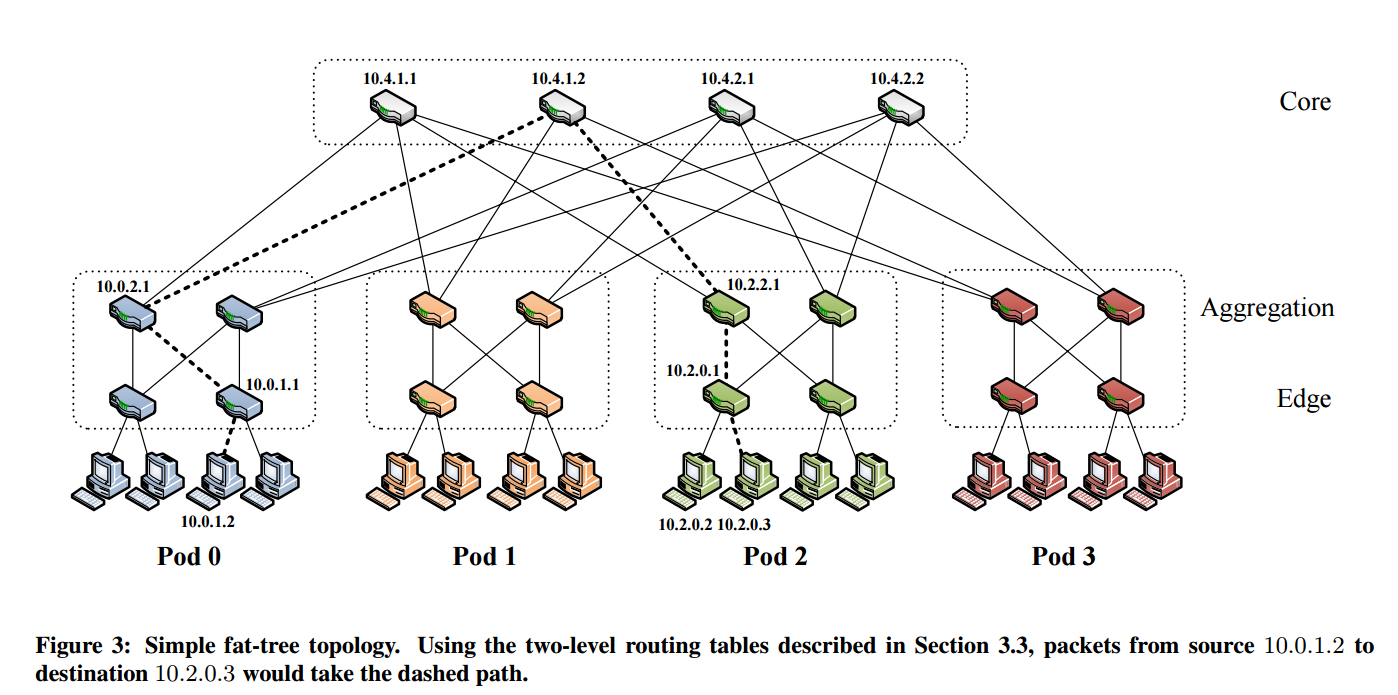 10.4.1.1 10.4.1.2 10.4.2.1 10.4.2.2
Core
10.0.2.1 10.2.2.1
Aggregation
10.0.1.1 10.2.0.1
Edge
10.0.1.2 10.2.0.2 10.2.0.3
Pod 0 Pod 1 Pod 2 Pod 3
Figure 3: Simple fat-tree topology. Using the two-level routing tables described in Section 3.3, packets from source 10.0.1.2 to
destination 10.2.0.3 would take the dashed path.